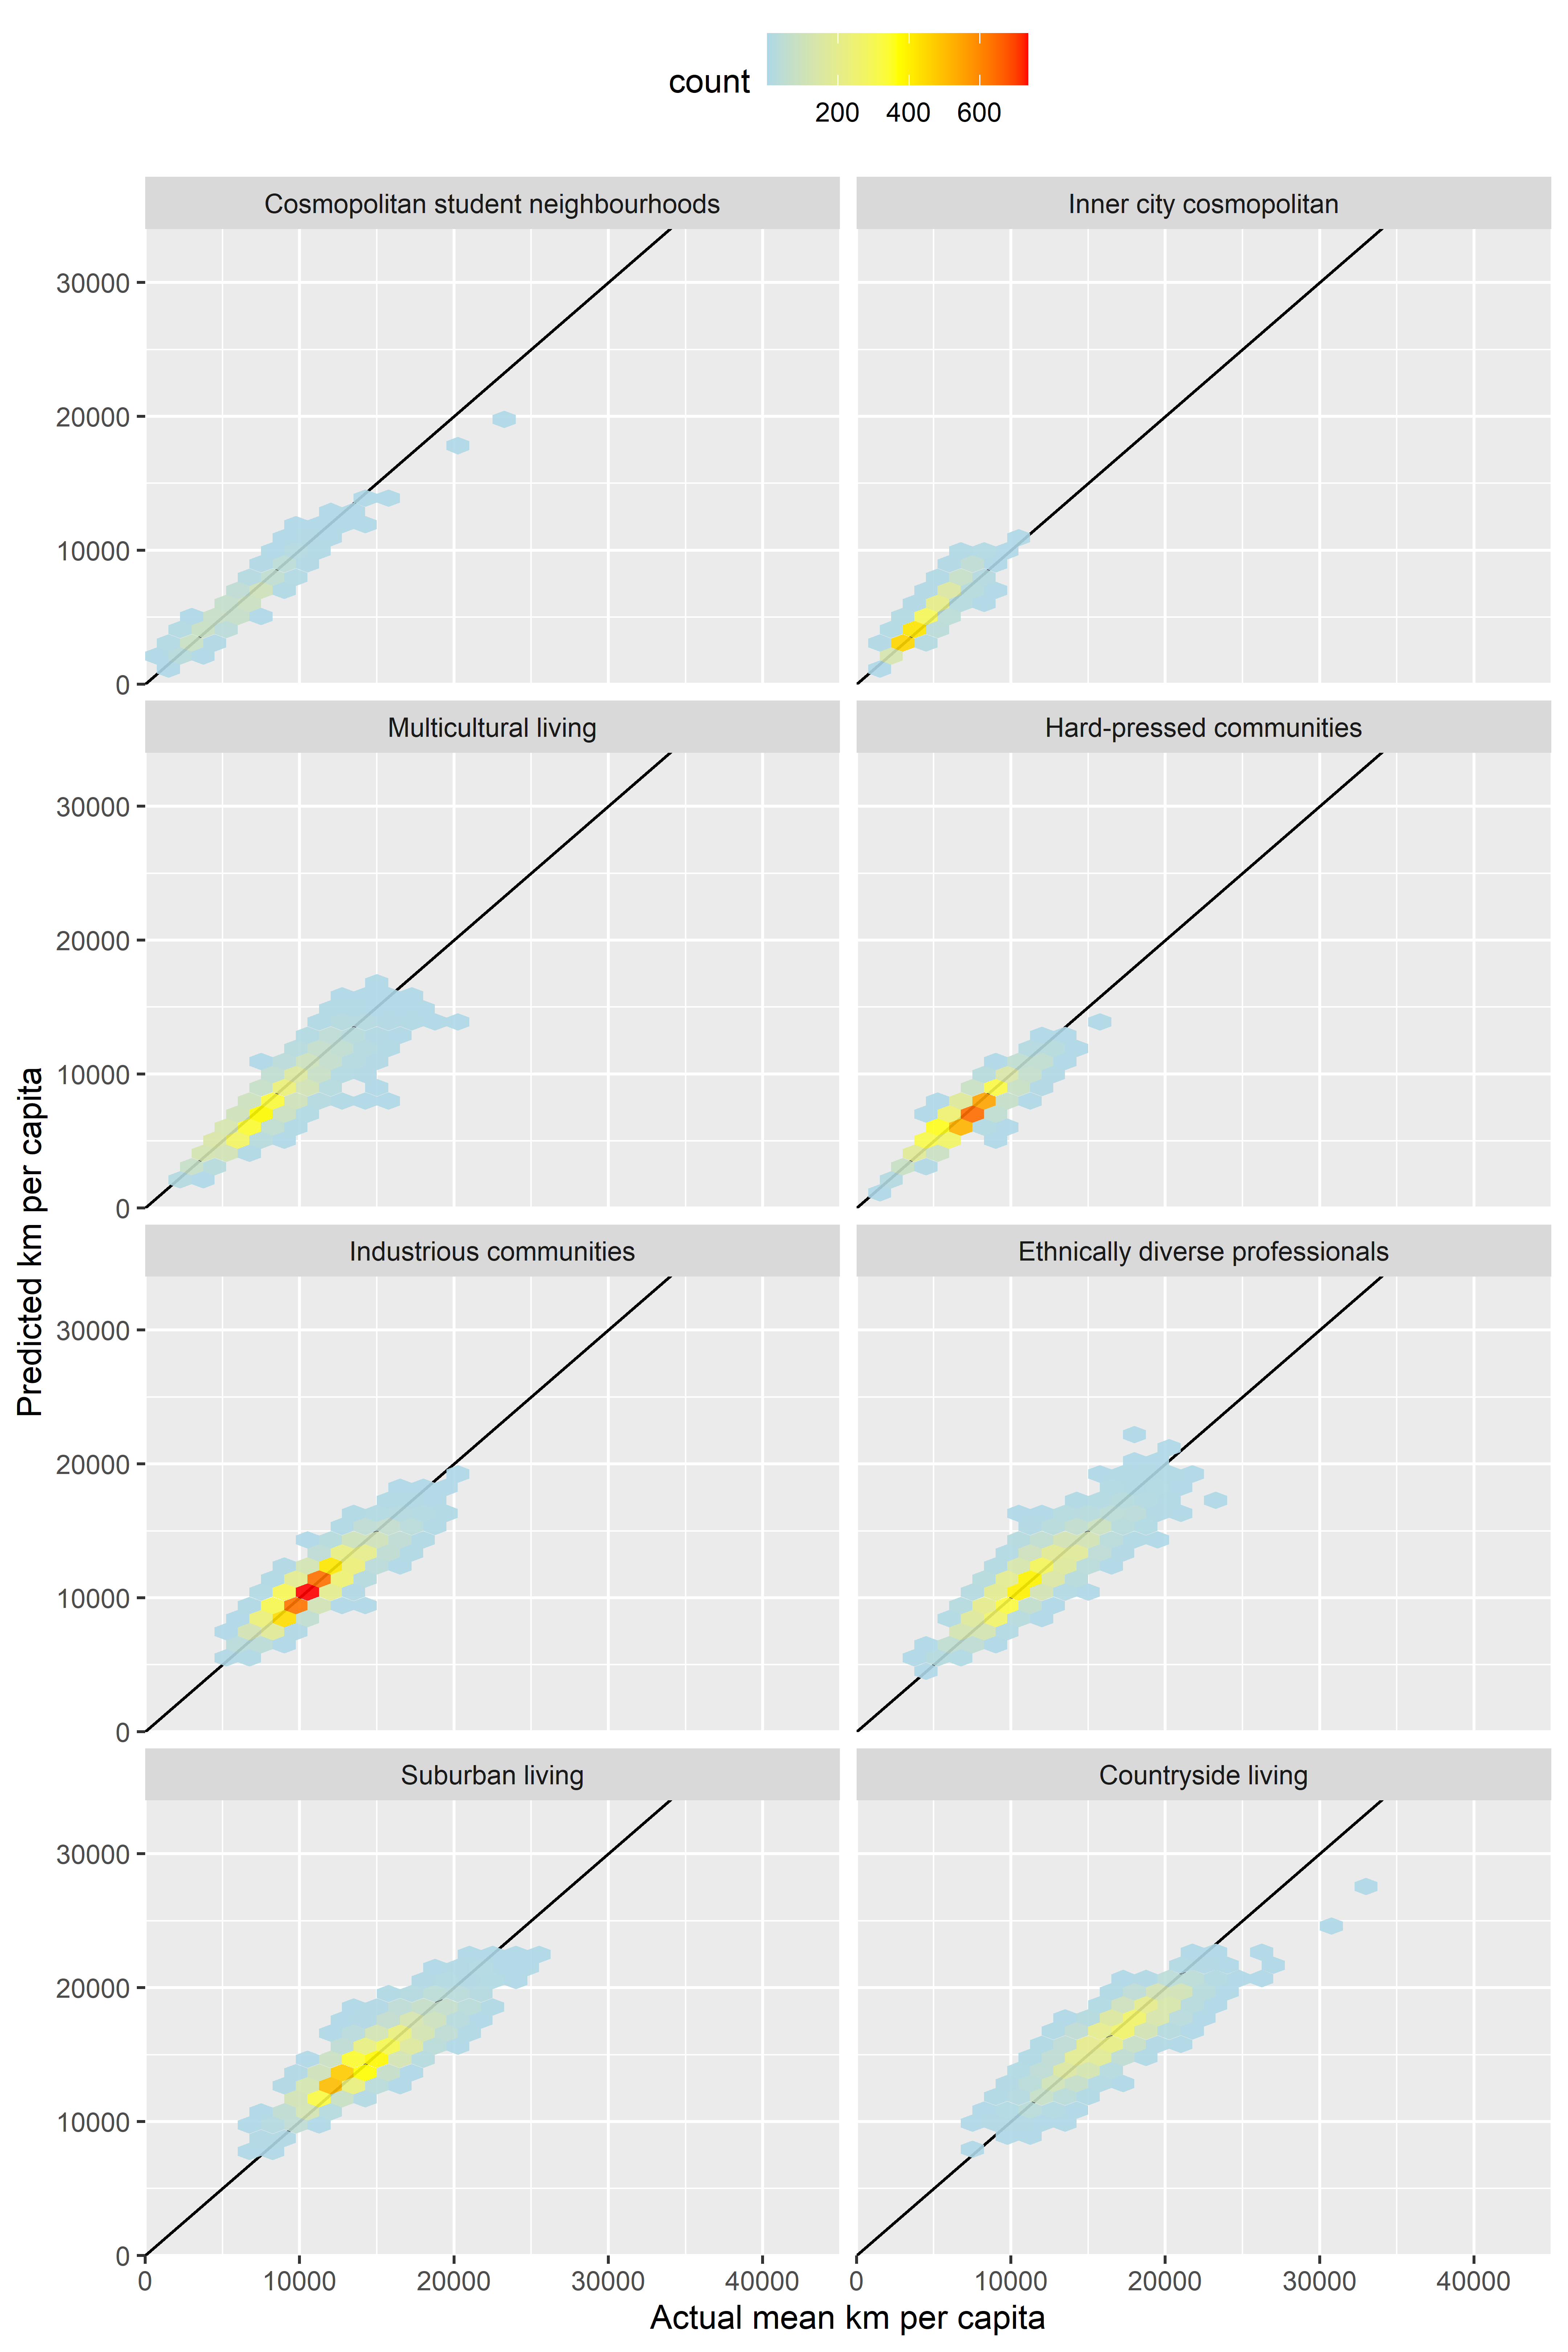 count
200 400 600
Cosmopolitan student neighbourhoods
Inner city cosmopolitan
30000
20000
10000
0
Multicultural living
Hard-pressed communities
30000
20000
10000
0
Predicted km per capita
Industrious communities
Ethnically diverse professionals
30000
20000
10000
0
Suburban living
Countryside living
30000
20000
10000
0
0 10000 20000 30000 40000
0 10000 20000 30000 40000
Actual mean km per capita